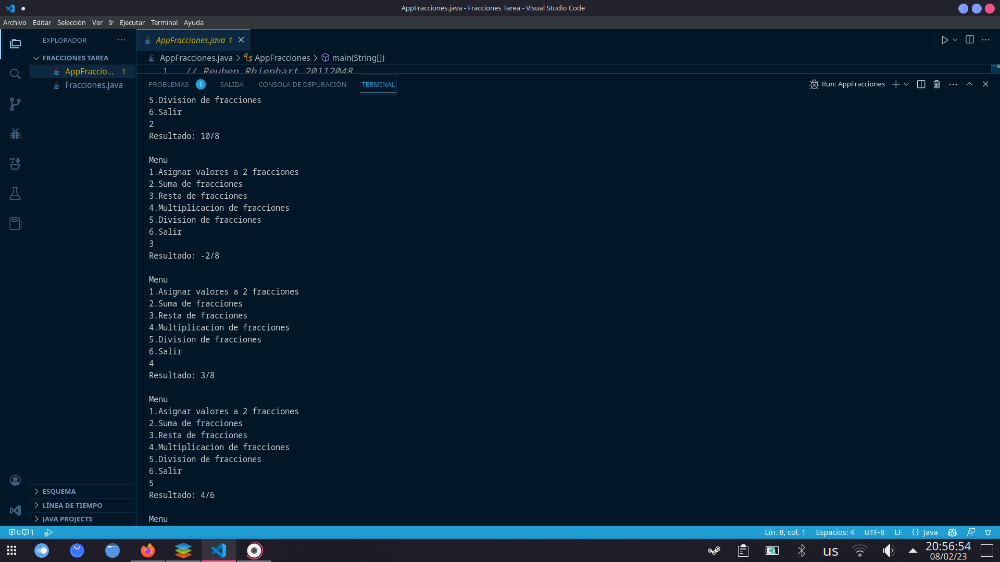 AppFracciones.java - Fracciones Tarea - Visual Studio Code
Archivo Editar Selección Ver Ir Ejecutar Terminal Ayuda
EXPLORADOR
AppFracciones.java 1
FRACCIONES TAREA
AppFracciones.java > AppFracciones > main(String[])
AppFraccio... 1
1 // Reuben Rhienhart 20112048
Fracciones.java
PROBLEMAS 1 SALIDA CONSOLA DE DEPURACIÓN TERMINAL
Run: AppFracciones
5.Division de fracciones
6.Salir
2
Resultado: 10/8
Menu
1.Asignar valores a 2 fracciones
2.Suma de fracciones
3.Resta de fracciones
4.Multiplicacion de fracciones
5.Division de fracciones
6.Salir
3
Resultado: -2/8
Menu
1.Asignar valores a 2 fracciones
2.Suma de fracciones
3.Resta de fracciones
4.Multiplicacion de fracciones
5.Division de fracciones
6.Salir
4
Resultado: 3/8
Menu
1.Asignar valores a 2 fracciones
2.Suma de fracciones
3.Resta de fracciones
4.Multiplicacion de fracciones
5.Division de fracciones
6.Salir
5
Resultado: 4/6
Menu
ESQUEMA
LÍNEA DE TIEMPO
JAVA PROJECTS
0 1
Lín. 8, col. 1 Espacios: 4 UTF-8 LF {} Java
us
20:56:54
08/02/23